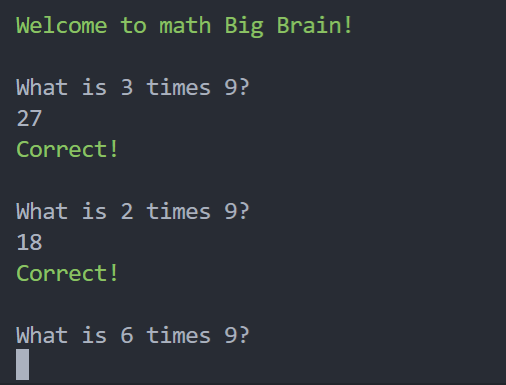 Welcome to math Big Brain!
What is 3 times 9?
27
Correct!
What is 2 times 9?
18
Correct!
What is 6 times 9?